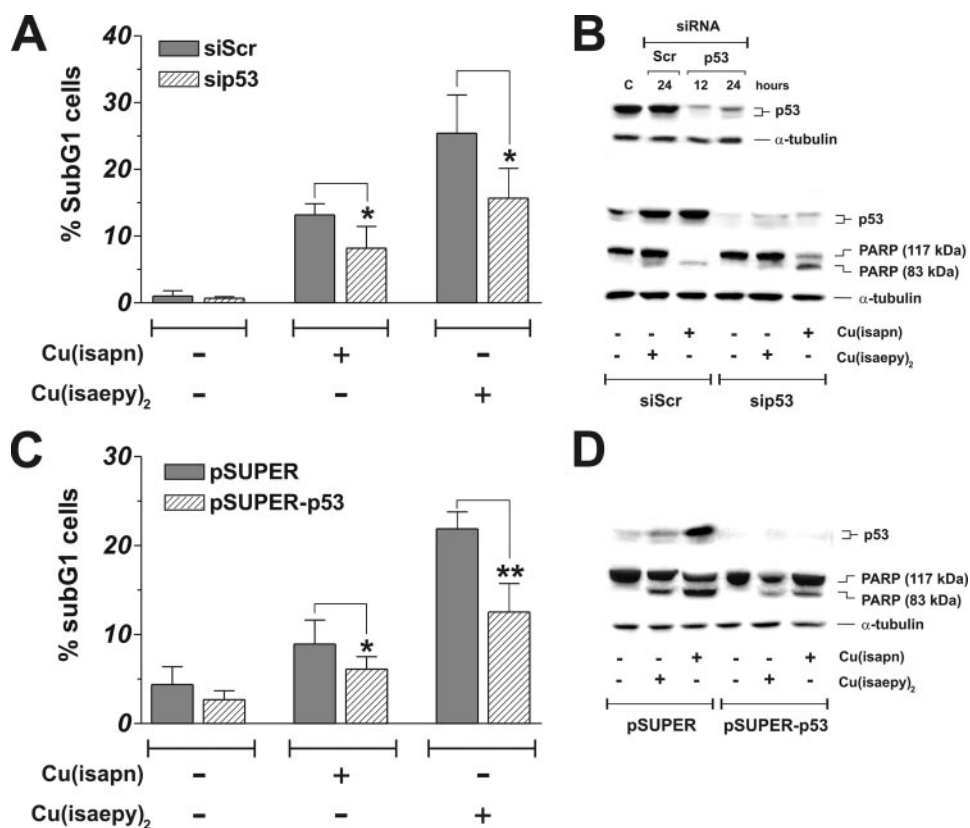 A
siScr
sip53
% SubG1 cells
40
30
20
10
0
*
*
Cu(isapn) - + -
Cu(isaepy)2 - - +
B
siRNA
Scr p53
C 24 12 24 hours
p53
α-tubulin
p53
PARP (117 kDa)
PARP (83 kDa)
α-tubulin
- - + - - + Cu(isapn)
- + - - + - Cu(isaepy)2
siScr sip53
C
pSUPER
pSUPER-p53
% subG1 cells
30
20
10
0
*
**
Cu(isapn) - + -
Cu(isaepy)2 - - +
D
p53
PARP (117 kDa)
PARP (83 kDa)
α-tubulin
- - + - - + Cu(isapn)
- + - - + - Cu(isaepy)2
pSUPER pSUPER-p53